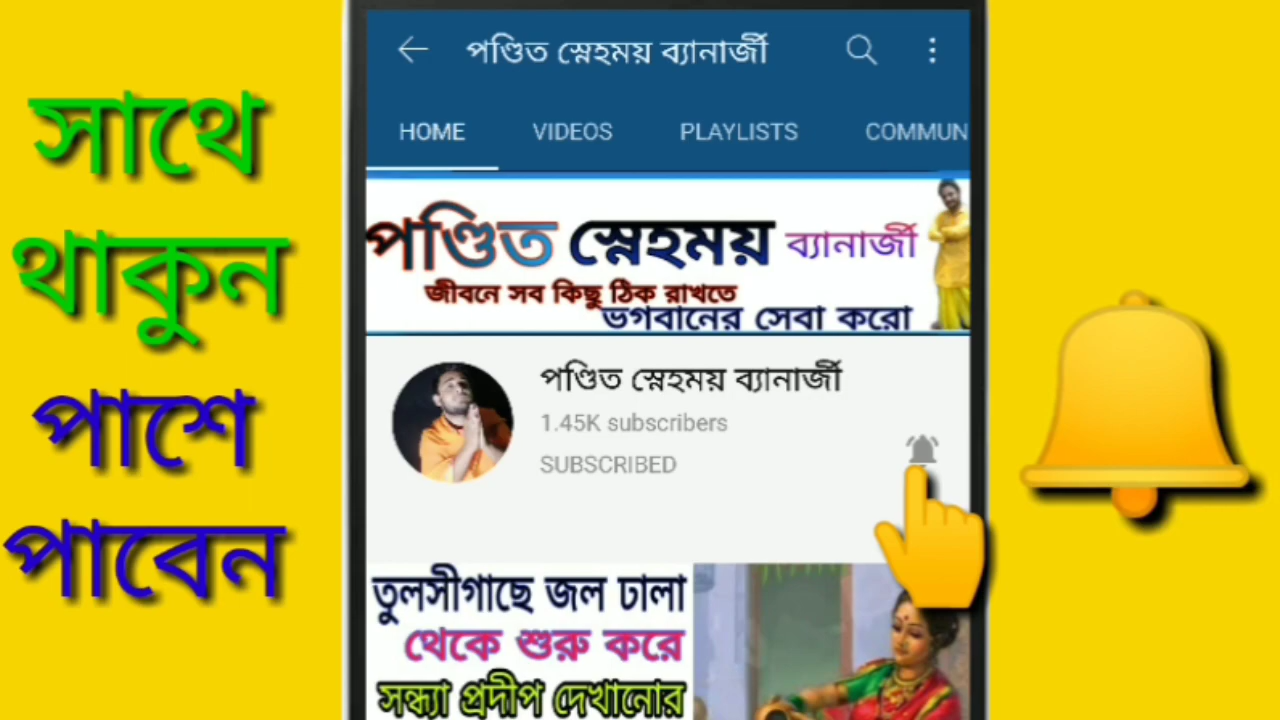 সাথে
থাকুন
পাশে
পাবেন
পণ্ডিত স্নেহময় ব্যানার্জী
HOME VIDEOS PLAYLISTS COMMUN
পণ্ডিত স্নেহময় ব্যানার্জী
জীবনে সব কিছু ঠিক রাখতে
ভগবানের সেবা করো
পণ্ডিত স্নেহময় ব্যানার্জী
1.45K subscribers
SUBSCRIBED
তুলসীগাছে জল ঢালা
থেকে শুরু করে
সন্ধ্যা প্রদীপ দেখানোর